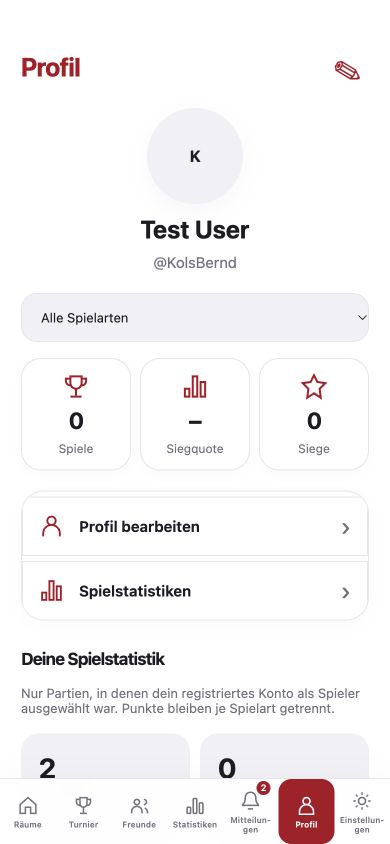 Profil
K
Test User
@KolsBernd
Alle Spielarten
0
Spiele
–
Siegquote
0
Siege
Profil bearbeiten
Spielstatistiken
Deine Spielstatistik
Nur Partien, in denen dein registriertes Konto als Spieler
ausgewählt war. Punkte bleiben je Spielart getrennt.
2
0
Räume
Turnier
Freunde
Statistiken
2
Mitteilun-
gen
Profil
Einstellun-
gen